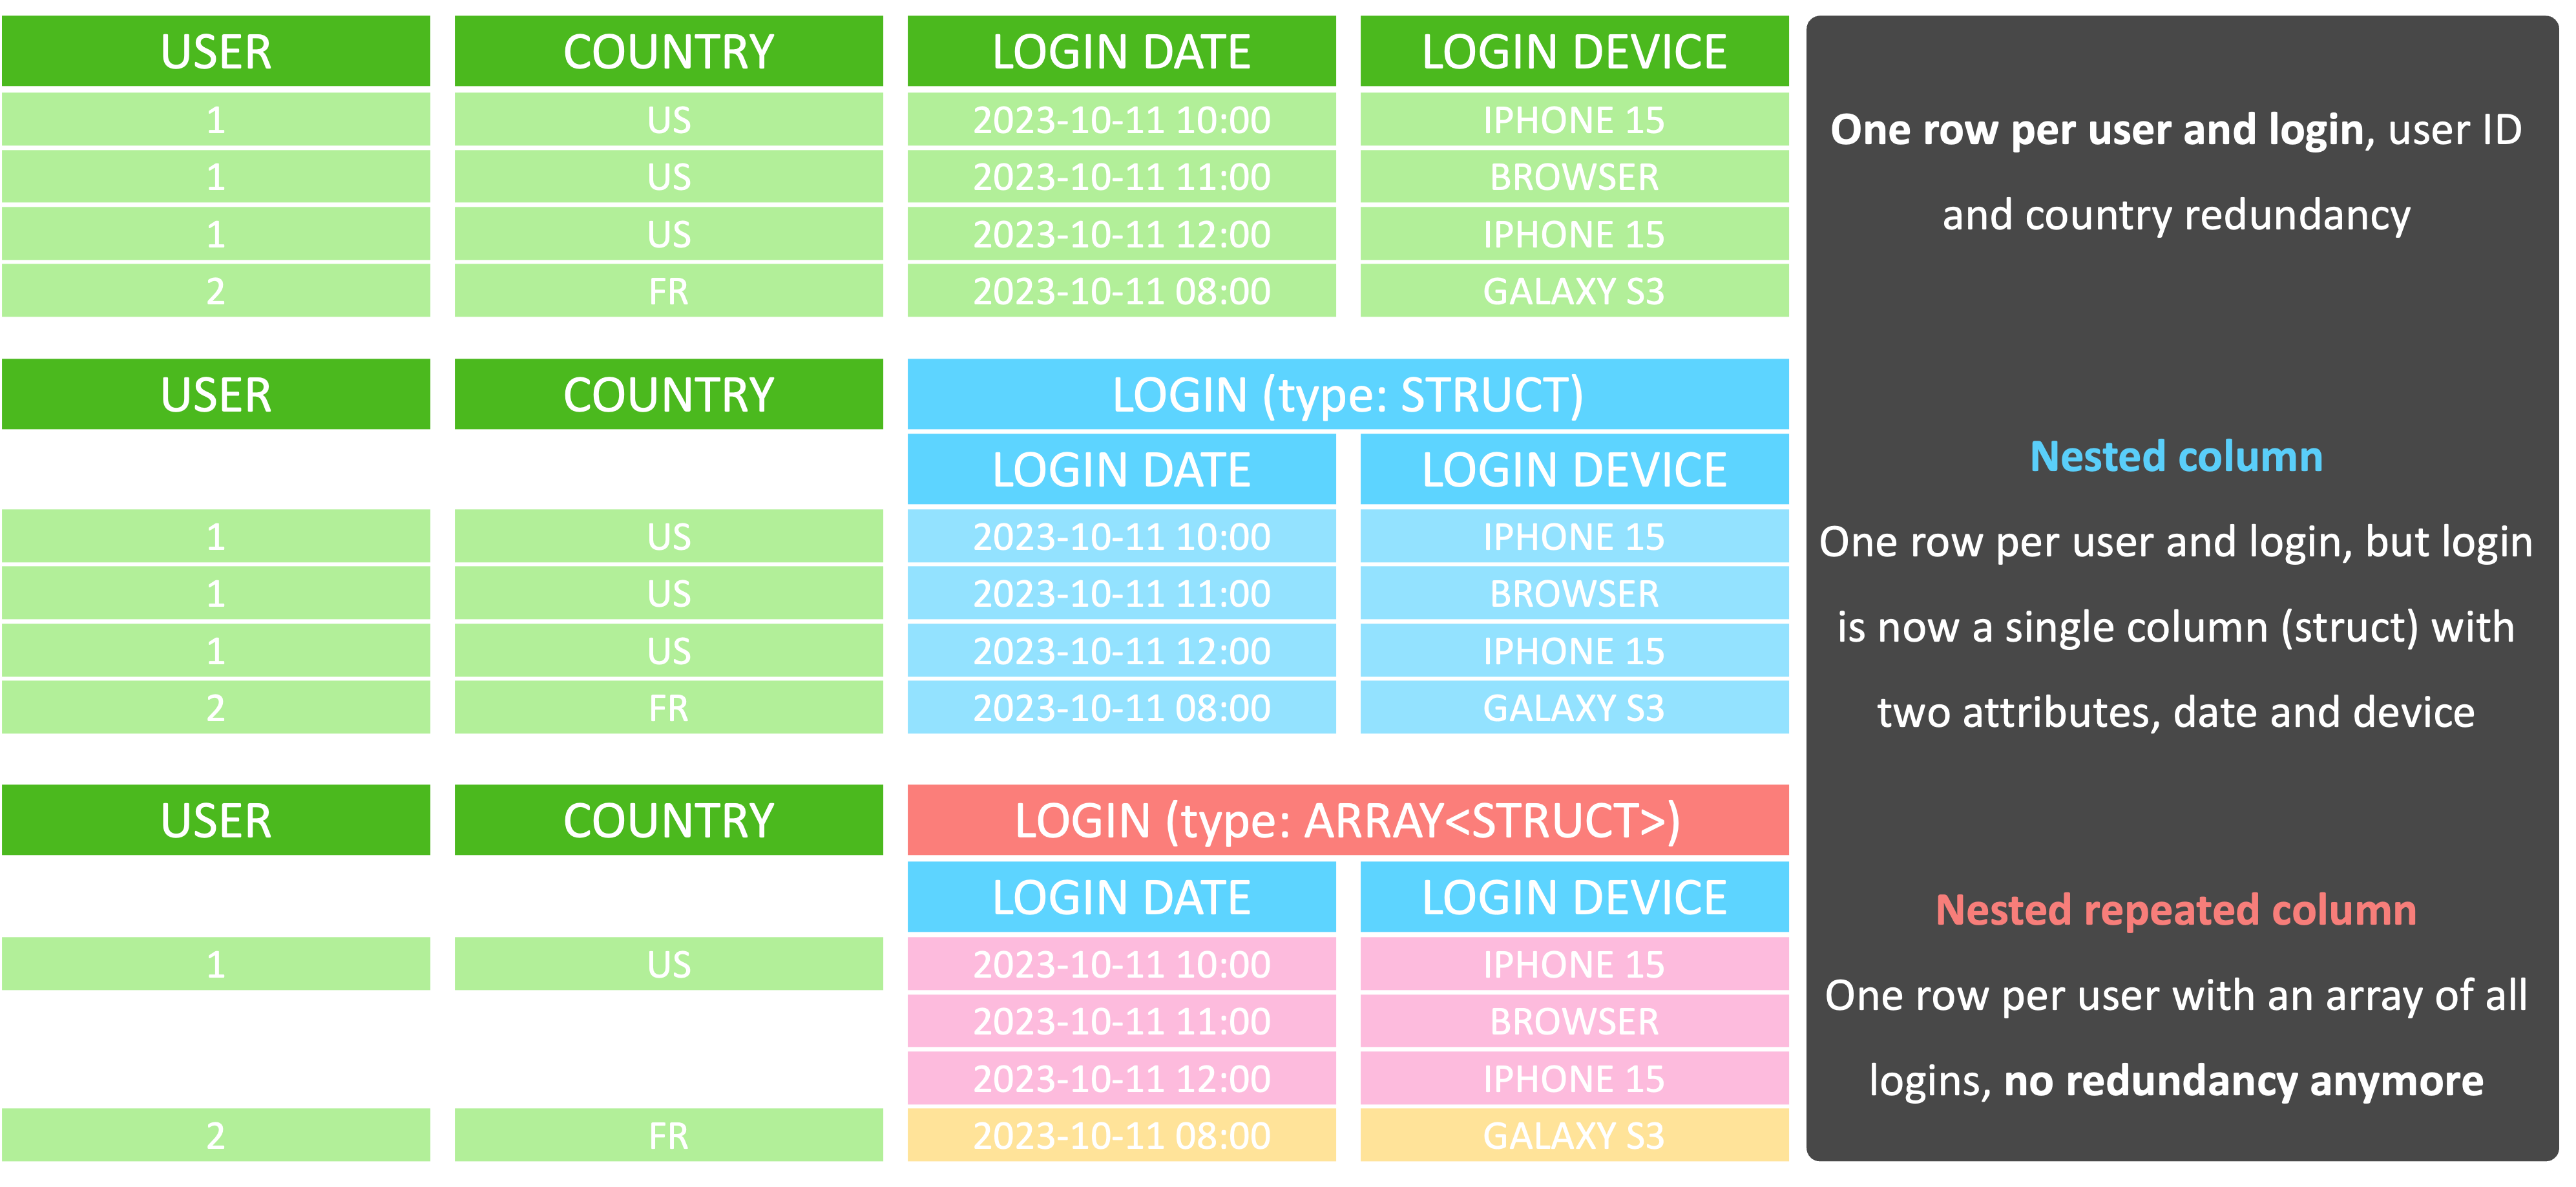 USER COUNTRY LOGIN DATE LOGIN DEVICE
1 US 2023-10-11 10:00 IPHONE 15
1 US 2023-10-11 11:00 BROWSER
1 US 2023-10-11 12:00 IPHONE 15
2 FR 2023-10-11 08:00 GALAXY S3
One row per user and login, user ID
and country redundancy
USER COUNTRY LOGIN (type: STRUCT)
LOGIN DATE LOGIN DEVICE
1 US 2023-10-11 10:00 IPHONE 15
1 US 2023-10-11 11:00 BROWSER
1 US 2023-10-11 12:00 IPHONE 15
2 FR 2023-10-11 08:00 GALAXY S3
Nested column
One row per user and login, but login
is now a single column (struct) with
two attributes, date and device
USER COUNTRY LOGIN (type: ARRAY<STRUCT>)
LOGIN DATE LOGIN DEVICE
1 US 2023-10-11 10:00 IPHONE 15
2023-10-11 11:00 BROWSER
2023-10-11 12:00 IPHONE 15
2 FR 2023-10-11 08:00 GALAXY S3
Nested repeated column
One row per user with an array of all
logins, no redundancy anymore